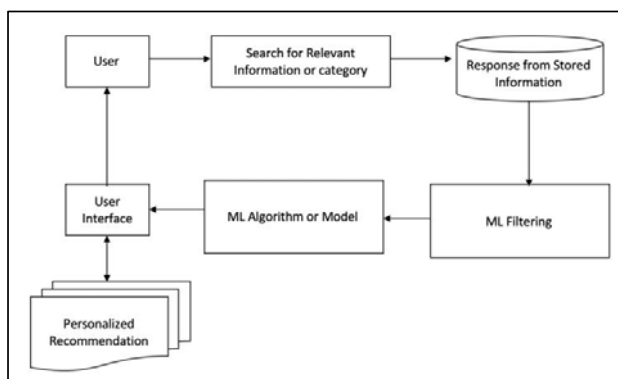 User
Search for Relevant
Information or category
Response from Stored
Information
User
Interface
ML Algorithm or Model
ML Filtering
Personalized
Recommendation